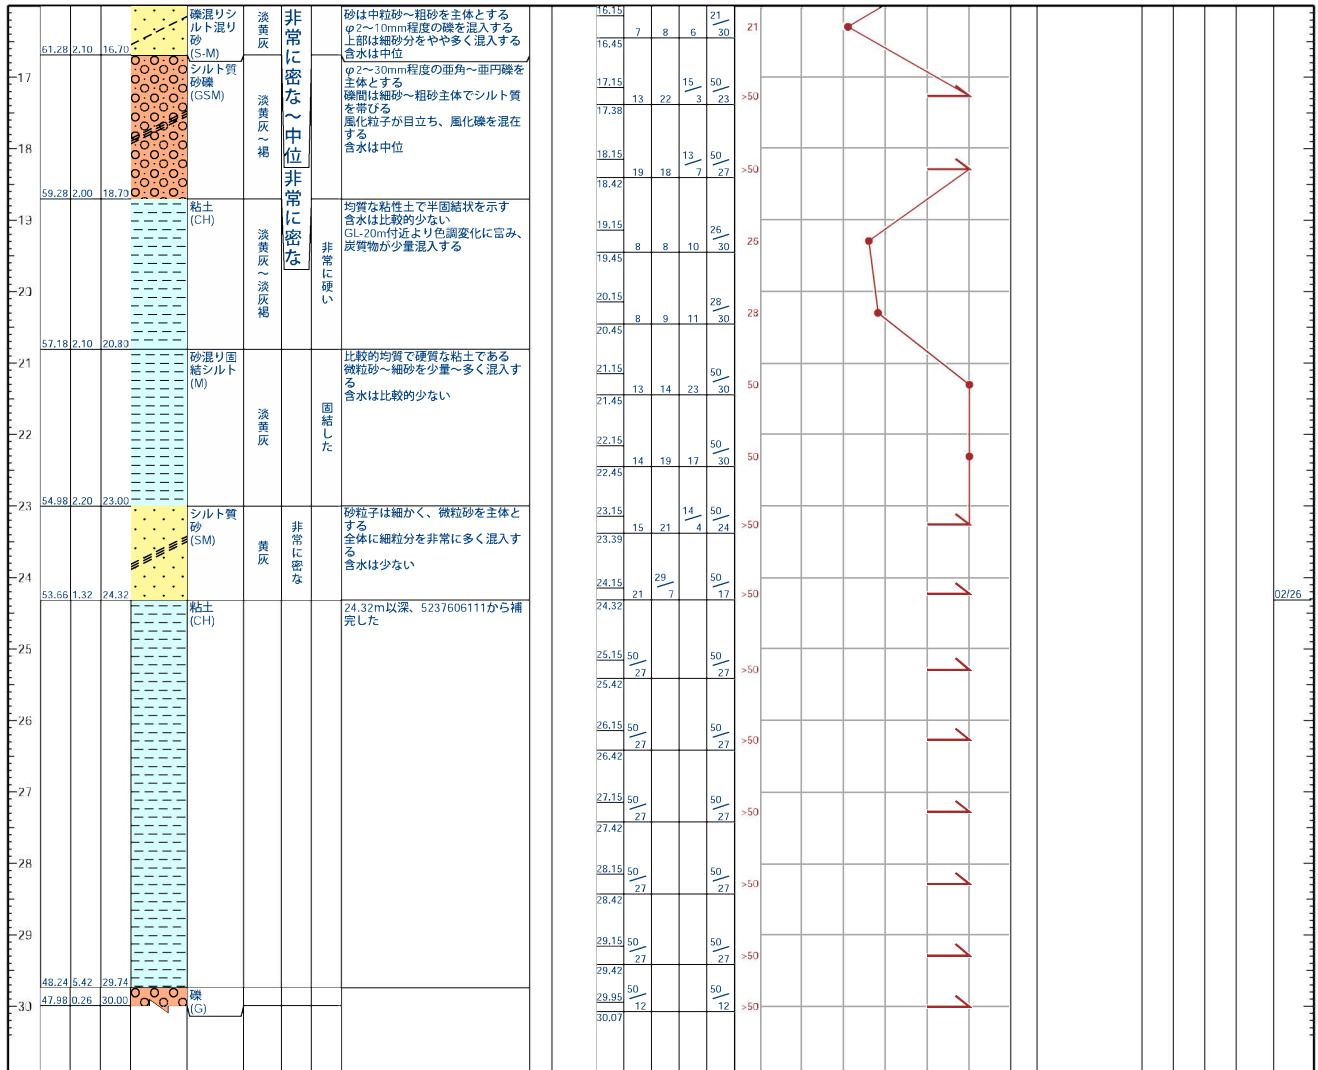 礫混りシ
ルト混り
砂
(S-M)
淡黄灰
非常に密な～中位
砂は中粒砂～粗砂を主体とする
φ2～10mm程度の礫を混入する
上部は細砂分をやや多く混入する
含水は中位
61.28 2.10 16.70
16.15
7 8 6 21/30
16.45
21
17
シルト質
砂礫
(GSM)
淡黄灰～褐
φ2～30mm程度の亜角～亜円礫を
主体とする
礫間は細砂～粗砂主体でシルト質
を帯びる
風化粒子が目立ち、風化礫を混在
する
含水は中位
17.15
13 22 15/3 50/23
17.38
>50
18
18.15
19 18 13/7 50/27
18.42
>50
59.28 2.00 18.70
非常に密な
粘土
(CH)
淡黄灰～淡灰褐
非常に硬い
均質な粘性土で半固結状を示す
含水は比較的少ない
GL-20m付近より色調変化に富み、
炭質物が少量混入する
19
19.15
8 8 10 26/30
19.45
26
20
20.15
8 9 11 28/30
20.45
28
57.18 2.10 20.80
砂混り固
結シルト
(M)
淡黄灰
固結した
比較的均質で硬質な粘土である
微粒砂～細砂を少量～多く混入す
る
含水は比較的少ない
21
21.15
13 14 23 50/30
21.45
50
22
22.15
14 19 17 50/30
22.45
50
54.98 2.20 23.00
23
シルト質
砂
(SM)
黄灰
非常に密な
砂粒子は細かく、微粒砂を主体と
する
全体に細粒分を非常に多く混入す
る
含水は少ない
23.15
15 21 14/4 50/24
23.39
>50
24
24.15
21 29/7 50/17
24.32
>50
53.66 1.32 24.32
02/26
粘土
(CH)
24.32m以深、5237606111から補
完した
25
25.15
50/27 50/27
25.42
>50
26
26.15
50/27 50/27
26.42
>50
27
27.15
50/27 50/27
27.42
>50
28
28.15
50/27 50/27
28.42
>50
29
29.15
50/27 50/27
29.42
>50
48.24 5.42 29.74
礫
(G)
47.98 0.26 30.00
30
29.95
50/12 50/12
30.07
>50